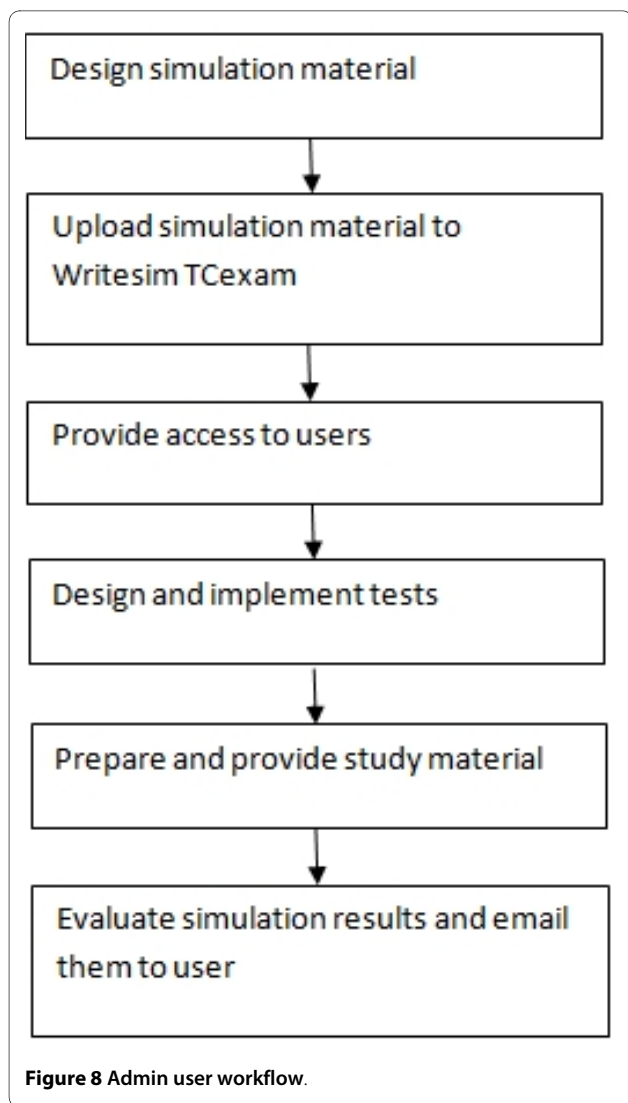 Design simulation material
Upload simulation material to
Writesim TCexam
Provide access to users
Design and implement tests
Prepare and provide study material
Evaluate simulation results and email
them to user
Figure 8 Admin user workflow.